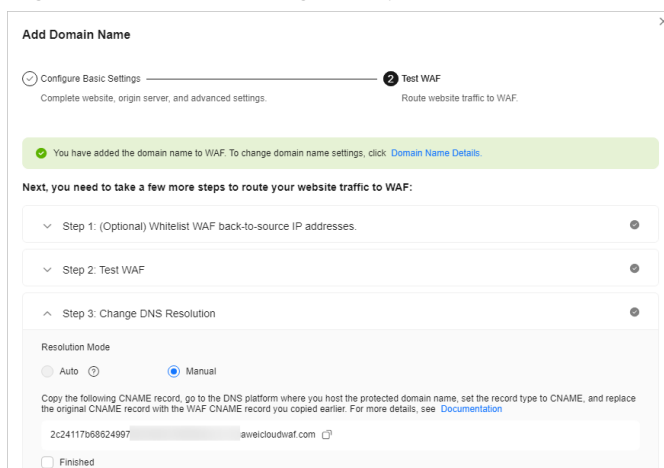 Add Domain Name
Configure Basic Settings
2 Test WAF
Complete website, origin server, and advanced settings.
Route website traffic to WAF.
You have added the domain name to WAF. To change domain name settings, click Domain Name Details.
Next, you need to take a few more steps to route your website traffic to WAF:
Step 1: (Optional) Whitelist WAF back-to-source IP addresses.
Step 2: Test WAF
Step 3: Change DNS Resolution
Resolution Mode
Auto ? Manual
Copy the following CNAME record, go to the DNS platform where you host the protected domain name, set the record type to CNAME, and replace
the original CNAME record with the WAF CNAME record you copied earlier. For more details, see Documentation
2c24117b68624997 aweicloudwaf.com
Finished